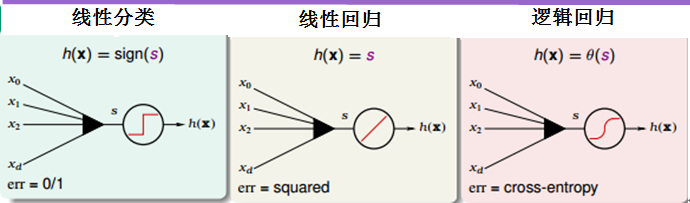 线性分类
h(x) = sign(s)
x0
x1
x2
xd
s
h(x)
err = 0/1
线性回归
h(x) = s
x0
x1
x2
xd
s
h(x)
err = squared
逻辑回归
h(x) = θ(s)
x0
x1
x2
xd
s
h(x)
err = cross-entropy